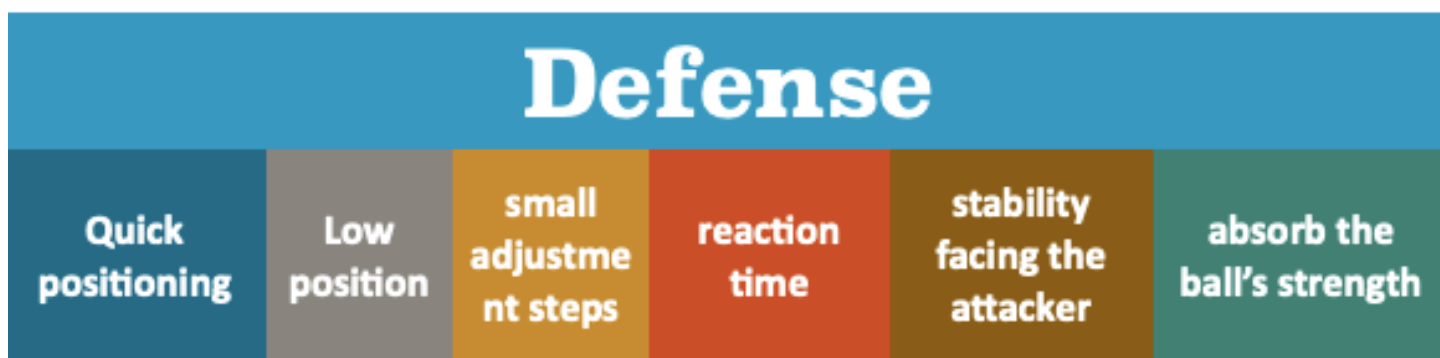 Defense
Quick
positioning
Low
position
small
adjustme
nt steps
reaction
time
stability
facing the
attacker
absorb the
ball’s strength